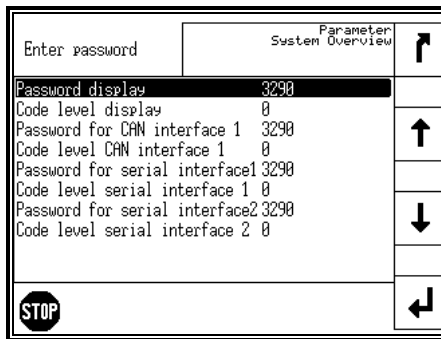 Enter password
Parameter
System Overview
Password display 3290
Code level display 0
Password for CAN interface 1 3290
Code level CAN interface 1 0
Password for serial interface1 3290
Code level serial interface 1 0
Password for serial interface2 3290
Code level serial interface 2 0
STOP